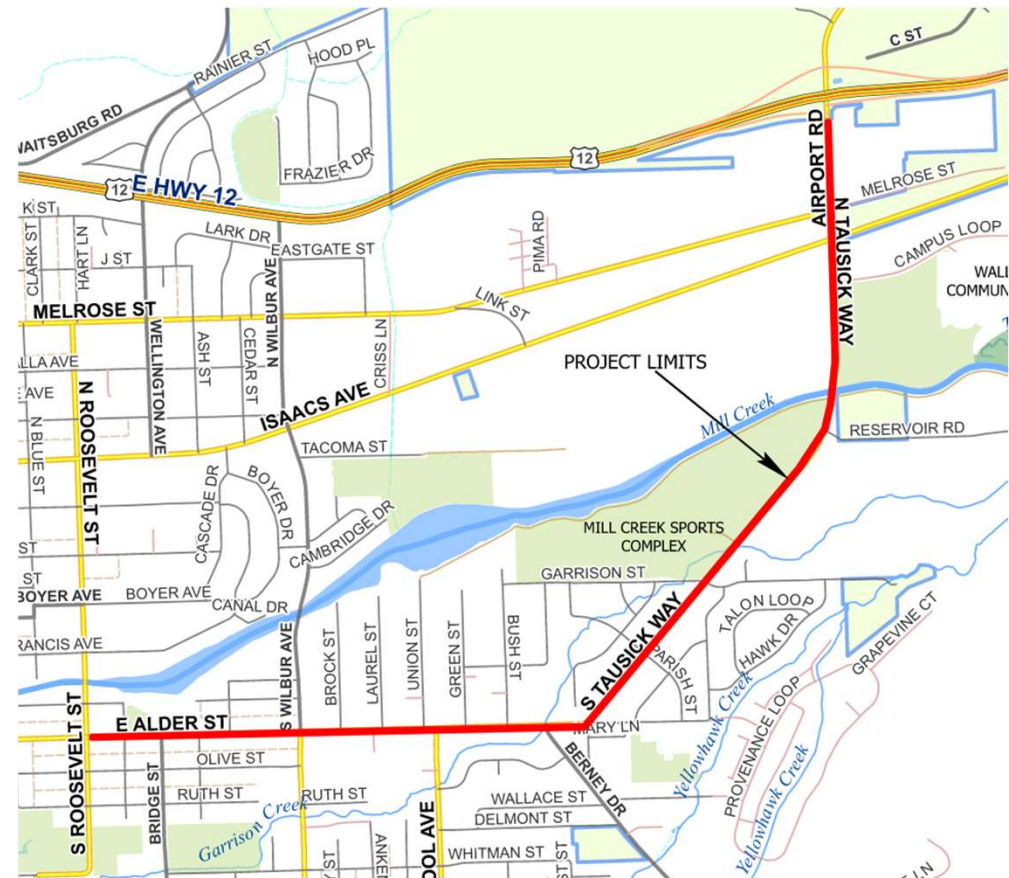 C ST
RAINIER ST
HOOD PL
WAITSBURG RD
FRAZIER DR
12
12
E HWY 12
AIRPORT RD
MELROSE ST
N TAUSICK WAY
K ST
CLARK ST
HART LN
J ST
LARK DR
EASTGATE ST
PIMA RD
CAMPUS LOOP
N WILBUR AVE
LINK ST
MELROSE ST
WELLINGTON AVE
ASH ST
CEDAR ST
CRISS LN
PROJECT LIMITS
ISAACS AVE
N ROOSEVELT ST
N BLUE ST
Mill Creek
RESERVOIR RD
TACOMA ST
CASCADE DR
BOYER DR
CAMBRIDGE DR
MILL CREEK SPORTS
COMPLEX
GARRISON ST
ST
ST
BOYER AVE
BOYER AVE
CANAL DR
S WILBUR AVE
BROCK ST
LAUREL ST
UNION ST
GREEN ST
BUSH ST
S TAUSICK WAY
PARISH ST
TALON LOOP
HAWK DR
GRAPEVINE CT
S ROOSEVELT ST
E ALDER ST
MARY LN
Yellowhawk Creek
PROVENANCE LOOP
Yellowhawk Creek
BERNEY DR
OLIVE ST
BRIDGE ST
RUTH ST
RUTH ST
Garrison Creek
WALLACE ST
DELMONT ST
WHITMAN ST